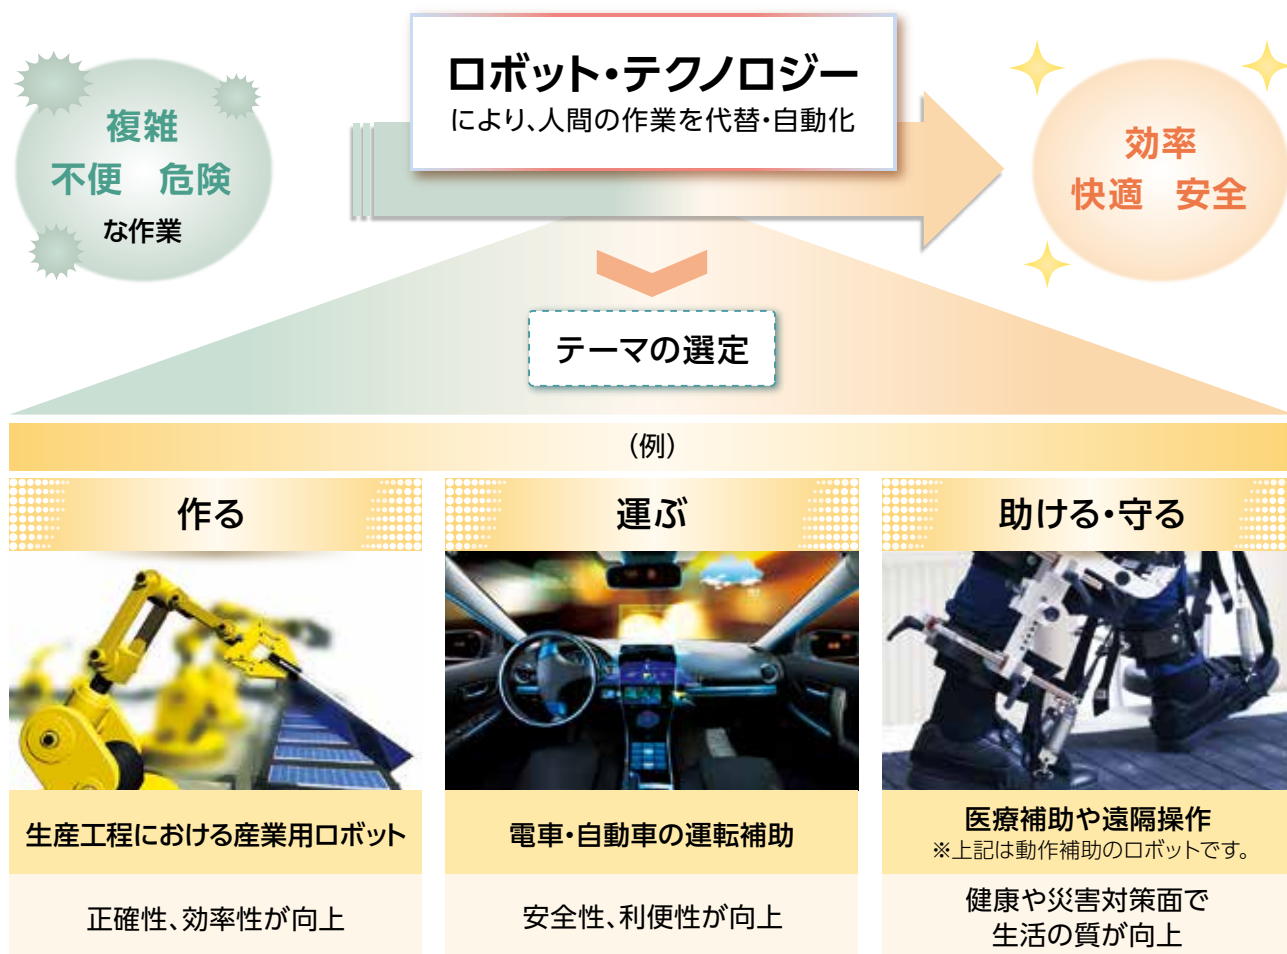 ロボット・テクノロジー
により、人間の作業を代替・自動化
複雑
不便　危険
な作業
効率
快適　安全
テーマの選定
（例）
作る
生産工程における産業用ロボット
正確性、効率性が向上
運ぶ
電車・自動車の運転補助
安全性、利便性が向上
助ける・守る
医療補助や遠隔操作
※上記は動作補助のロボットです。
健康や災害対策面で
生活の質が向上